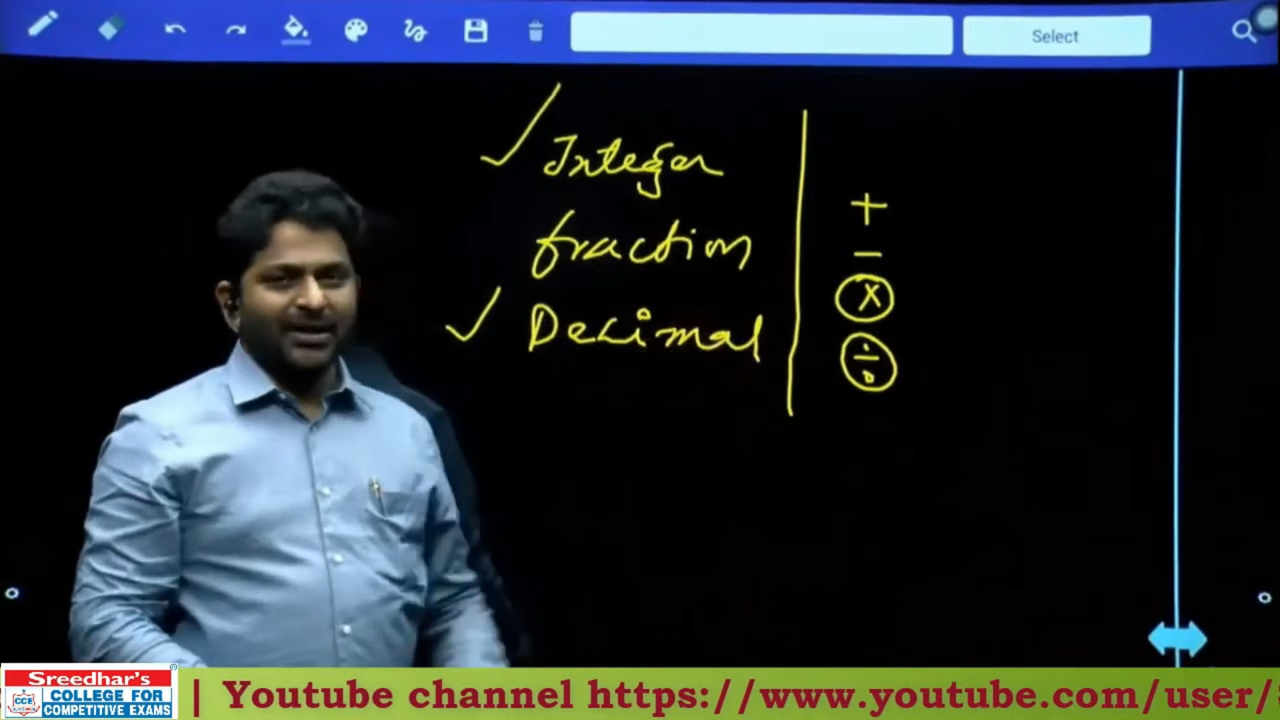 Select
Integer
fraction
Decimal
+
-
×
÷
Sreedhar's
CCE
COLLEGE FOR
COMPETITIVE EXAMS
| Youtube channel https://www.youtube.com/user/